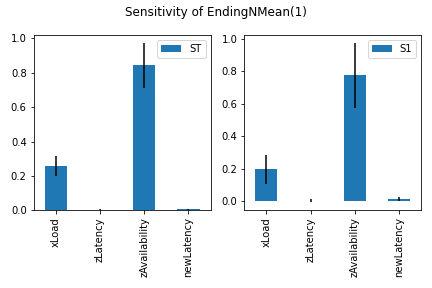 Sensitivity of EndingNMean(1)
1.0
0.8
0.6
0.4
0.2
0.0
ST
xLoad
zLatency
zAvailability
newLatency
1.0
0.8
0.6
0.4
0.2
0.0
S1
xLoad
zLatency
zAvailability
newLatency